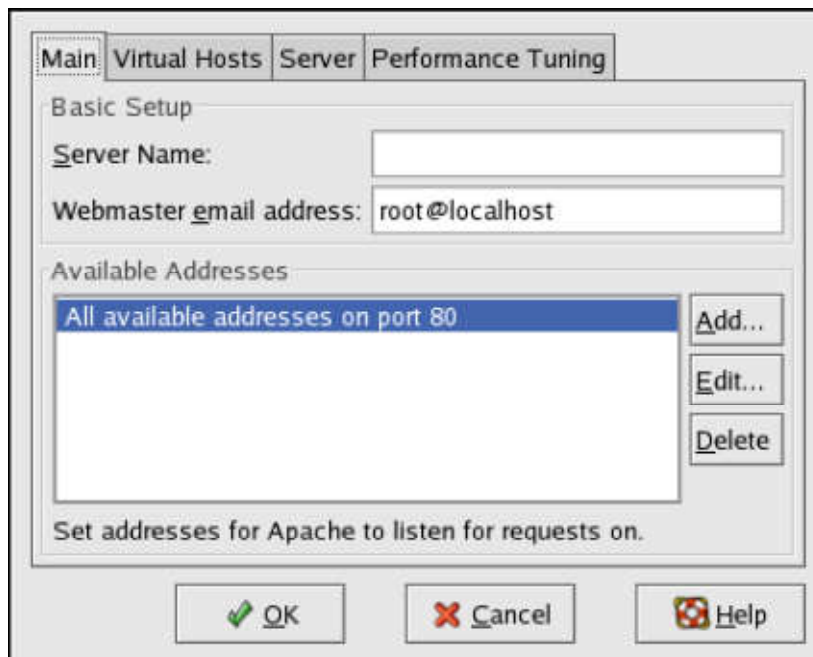 Main Virtual Hosts Server Performance Tuning
Basic Setup
Server Name:
Webmaster email address: root@localhost
Available Addresses
All available addresses on port 80
Add...
Edit...
Delete
Set addresses for Apache to listen for requests on.
OK Cancel Help